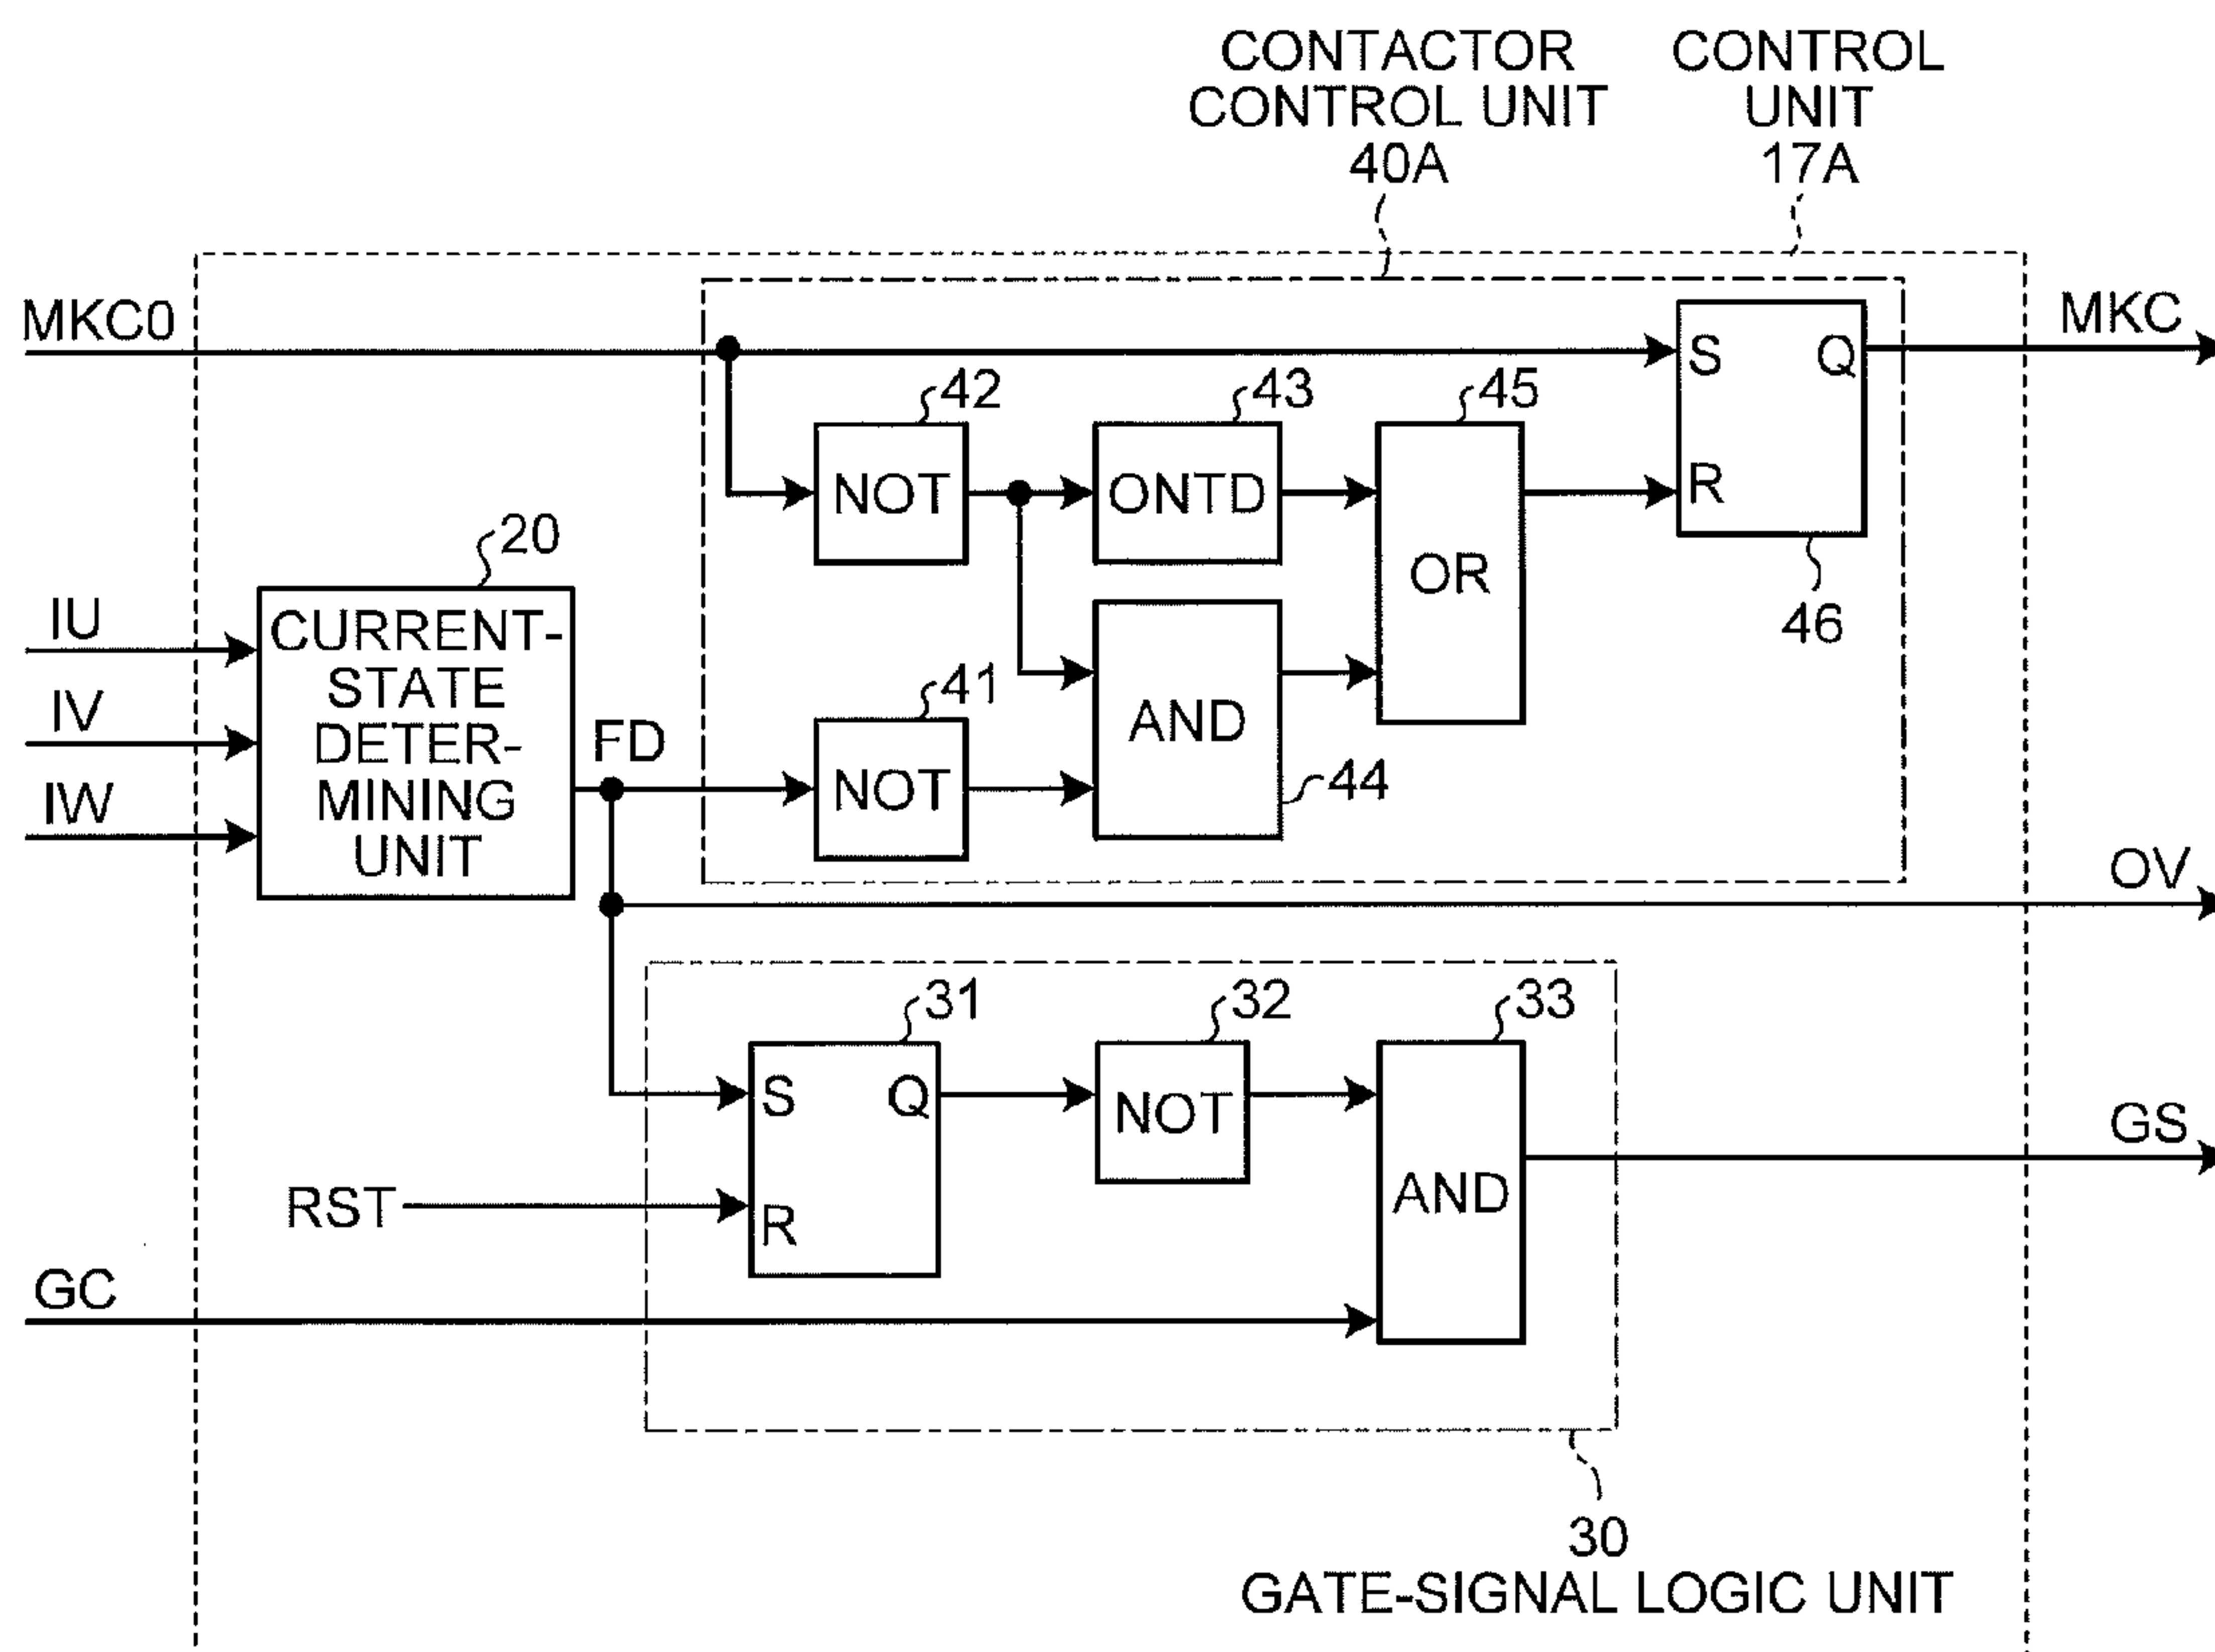 CONTACTOR
CONTROL UNIT
40A
CONTROL
UNIT
17A
MKC0
MKC
S
Q
R
46
42
NOT
43
ONTD
45
OR
20
CURRENT-
STATE
DETER-
MINING
UNIT
IU
IV
IW
FD
41
NOT
AND
44
OV
31
S
Q
R
32
NOT
33
AND
GS
RST
GC
30
GATE-SIGNAL LOGIC UNIT